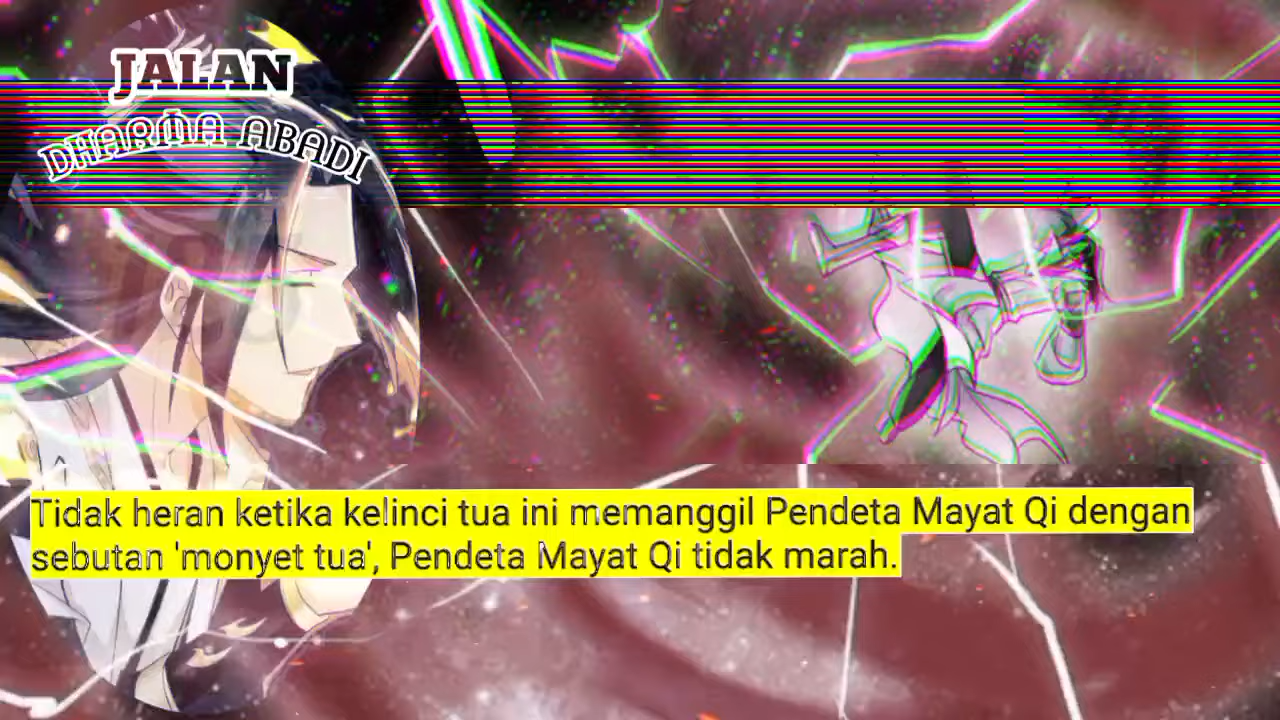 JALAN
DHARMA ABADI
Tidak heran ketika kelinci tua ini memanggil Pendeta Mayat Qi dengan
sebutan 'monyet tua', Pendeta Mayat Qi tidak marah.